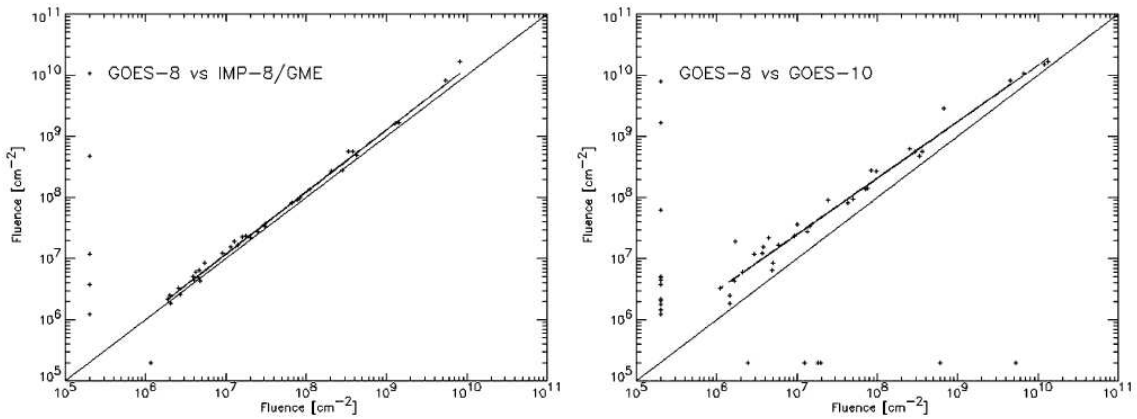 10¹¹
10¹⁰
10⁹
10⁸
10⁷
10⁶
10⁵
Fluence [cm⁻²]
GOES-8 vs IMP-8/GME
10⁵ 10⁶ 10⁷ 10⁸ 10⁹ 10¹⁰ 10¹¹
Fluence [cm⁻²]
10¹¹
10¹⁰
10⁹
10⁸
10⁷
10⁶
10⁵
Fluence [cm⁻²]
GOES-8 vs GOES-10
10⁵ 10⁶ 10⁷ 10⁸ 10⁹ 10¹⁰ 10¹¹
Fluence [cm⁻²]